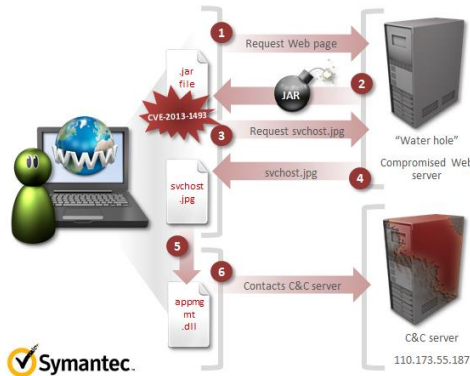 1
Request Web page
.jar
file
JAR
2
CVE-2013-1493
3
Request svchost.jpg
"Water hole"
Compromised Web
server
svchost.jpg
4
www
svchost
.jpg
5
6
Contacts C&C server
appmg
mt
.dll
C&C server
110.173.55.187
Symantec.